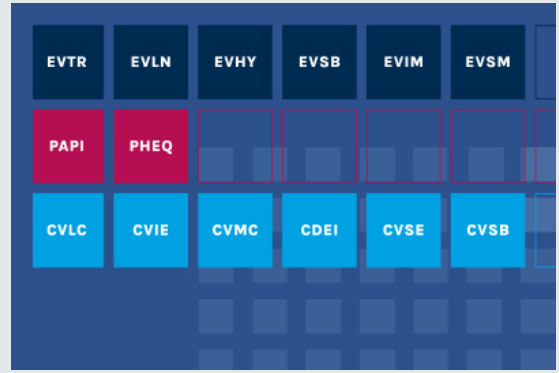 EVTR EVLN EVHY EVSB EVIM EVSM
PAPI PHEQ
CVLC CVIE CVMC CDEI CVSE CVSB